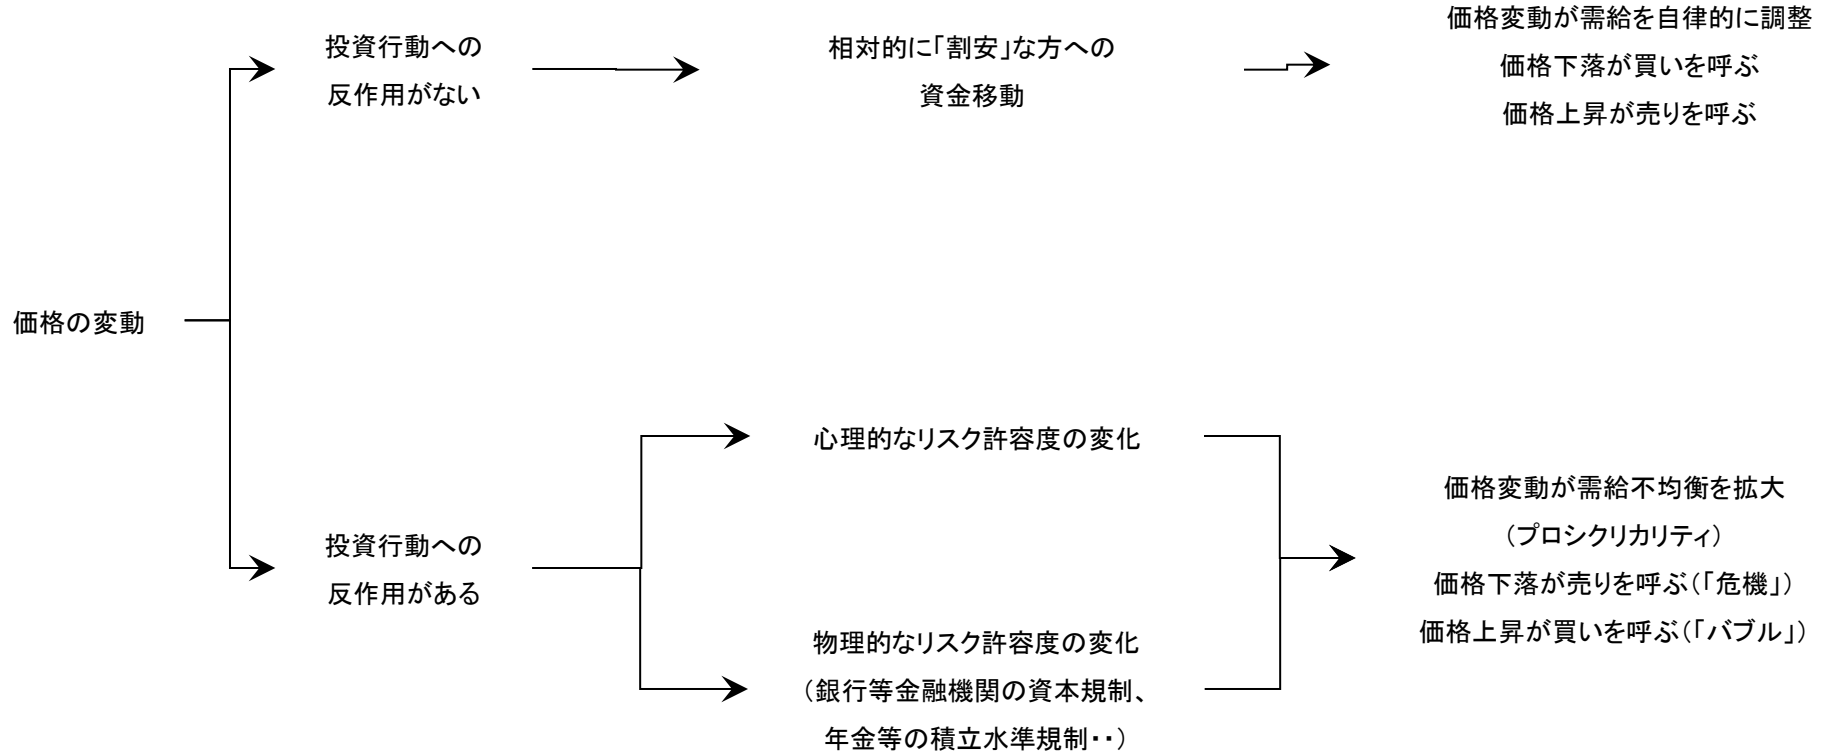 価格の変動
投資行動への
反作用がない
相対的に「割安」な方への
資金移動
価格変動が需給を自律的に調整
価格下落が買いを呼ぶ
価格上昇が売りを呼ぶ
投資行動への
反作用がある
心理的なリスク許容度の変化
物理的なリスク許容度の変化
（銀行等金融機関の資本規制、
年金等の積立水準規制・・）
価格変動が需給不均衡を拡大
（プロシクリカリティ）
価格下落が売りを呼ぶ（「危機」）
価格上昇が買いを呼ぶ（「バブル」）